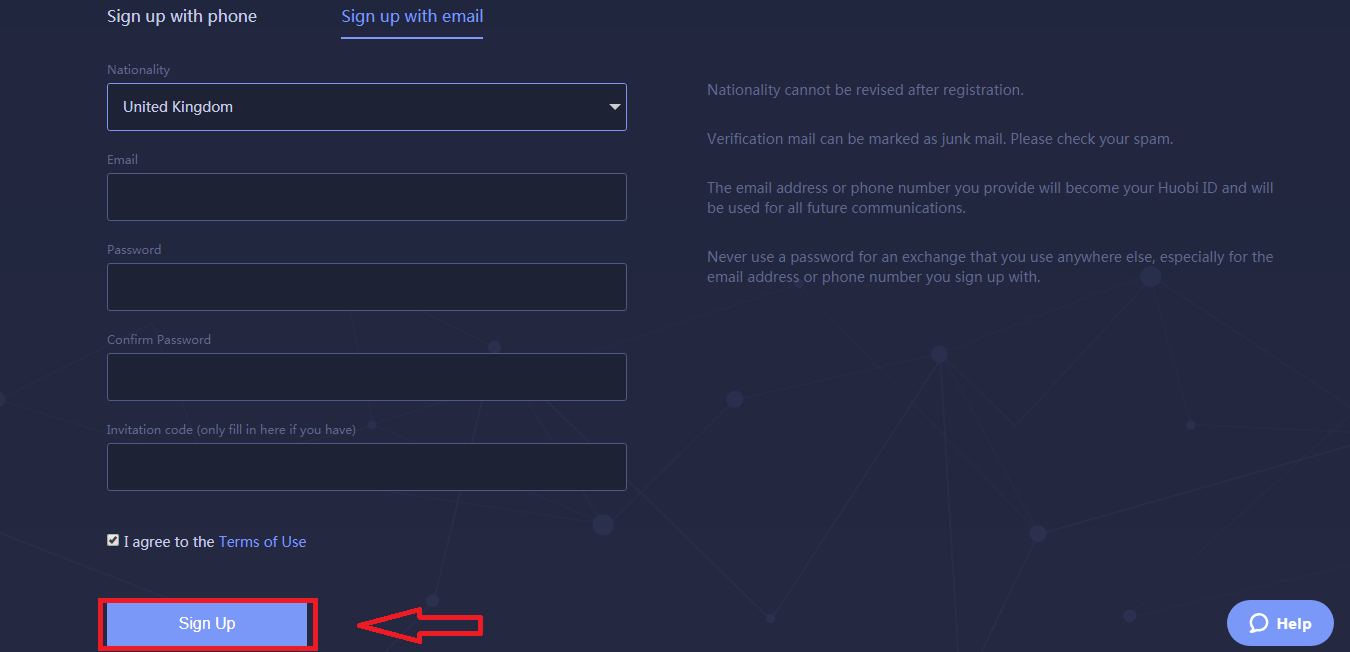 Sign up with phone
Sign up with email
Nationality
United Kingdom
Email
Password
Confirm Password
Invitation code (only fill in here if you have)
I agree to the Terms of Use
Sign Up
Nationality cannot be revised after registration.
Verification mail can be marked as junk mail. Please check your spam.
The email address or phone number you provide will become your Huobi ID and will
be used for all future communications.
Never use a password for an exchange that you use anywhere else, especially for the
email address or phone number you sign up with.
Help